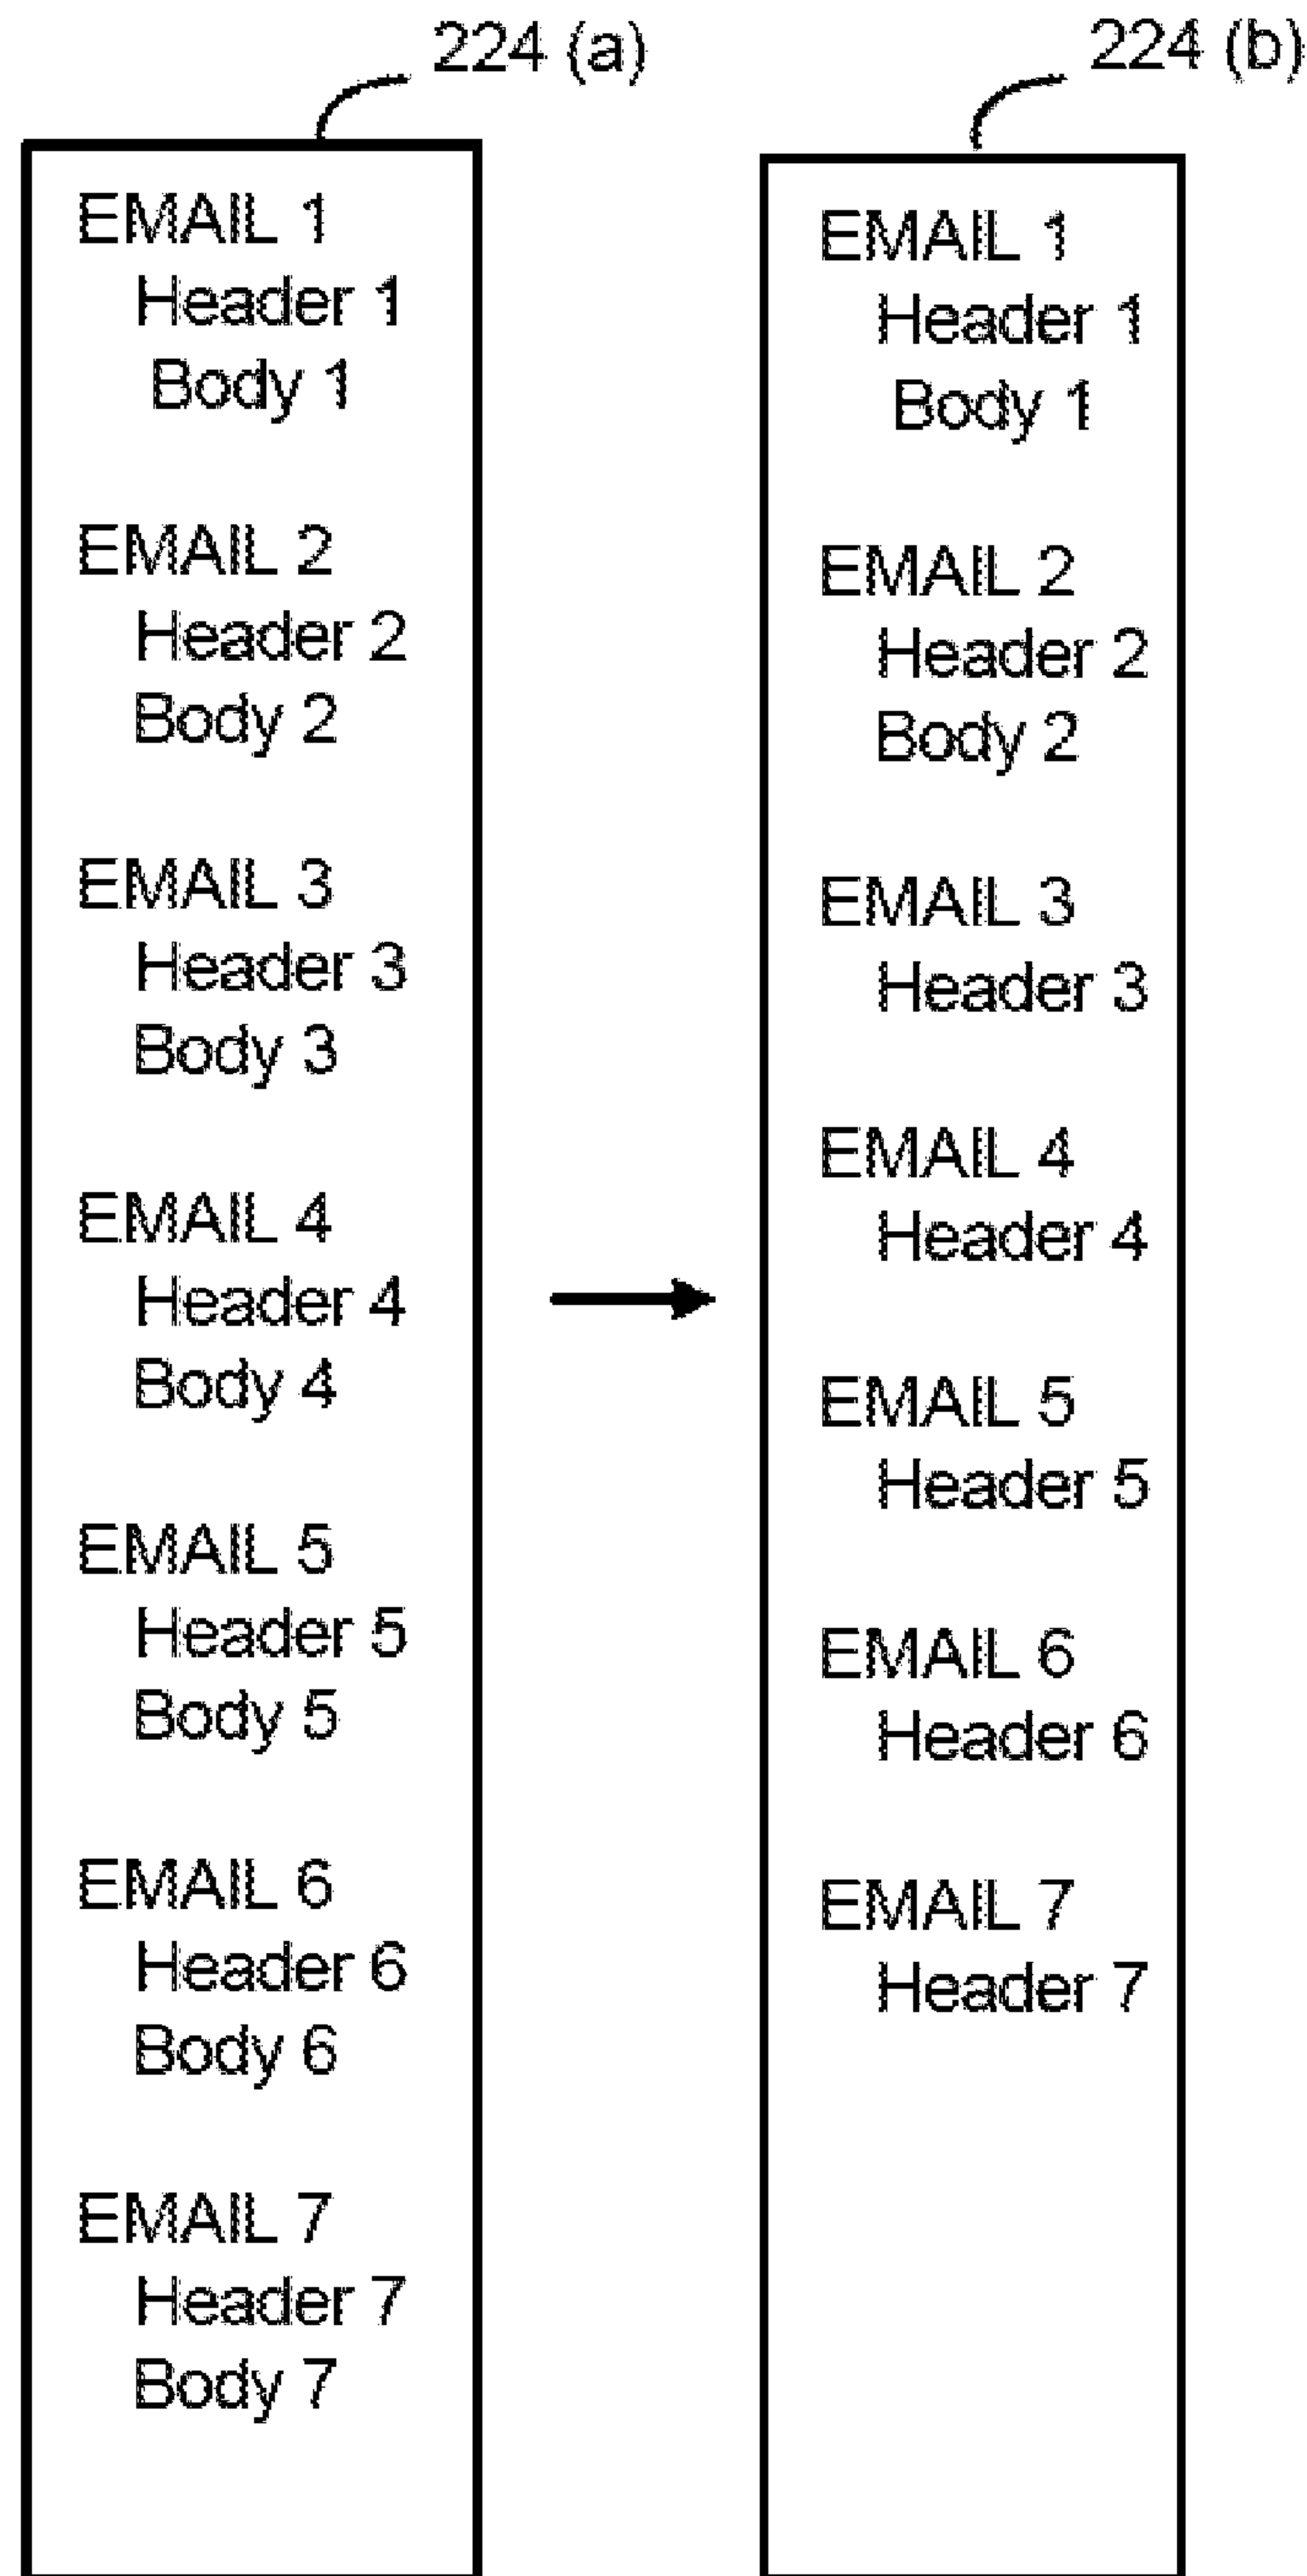 224 (a)
EMAIL 1
Header 1
Body 1
EMAIL 2
Header 2
Body 2
EMAIL 3
Header 3
Body 3
EMAIL 4
Header 4
Body 4
EMAIL 5
Header 5
Body 5
EMAIL 6
Header 6
Body 6
EMAIL 7
Header 7
Body 7
224 (b)
EMAIL 1
Header 1
Body 1
EMAIL 2
Header 2
Body 2
EMAIL 3
Header 3
EMAIL 4
Header 4
EMAIL 5
Header 5
EMAIL 6
Header 6
EMAIL 7
Header 7